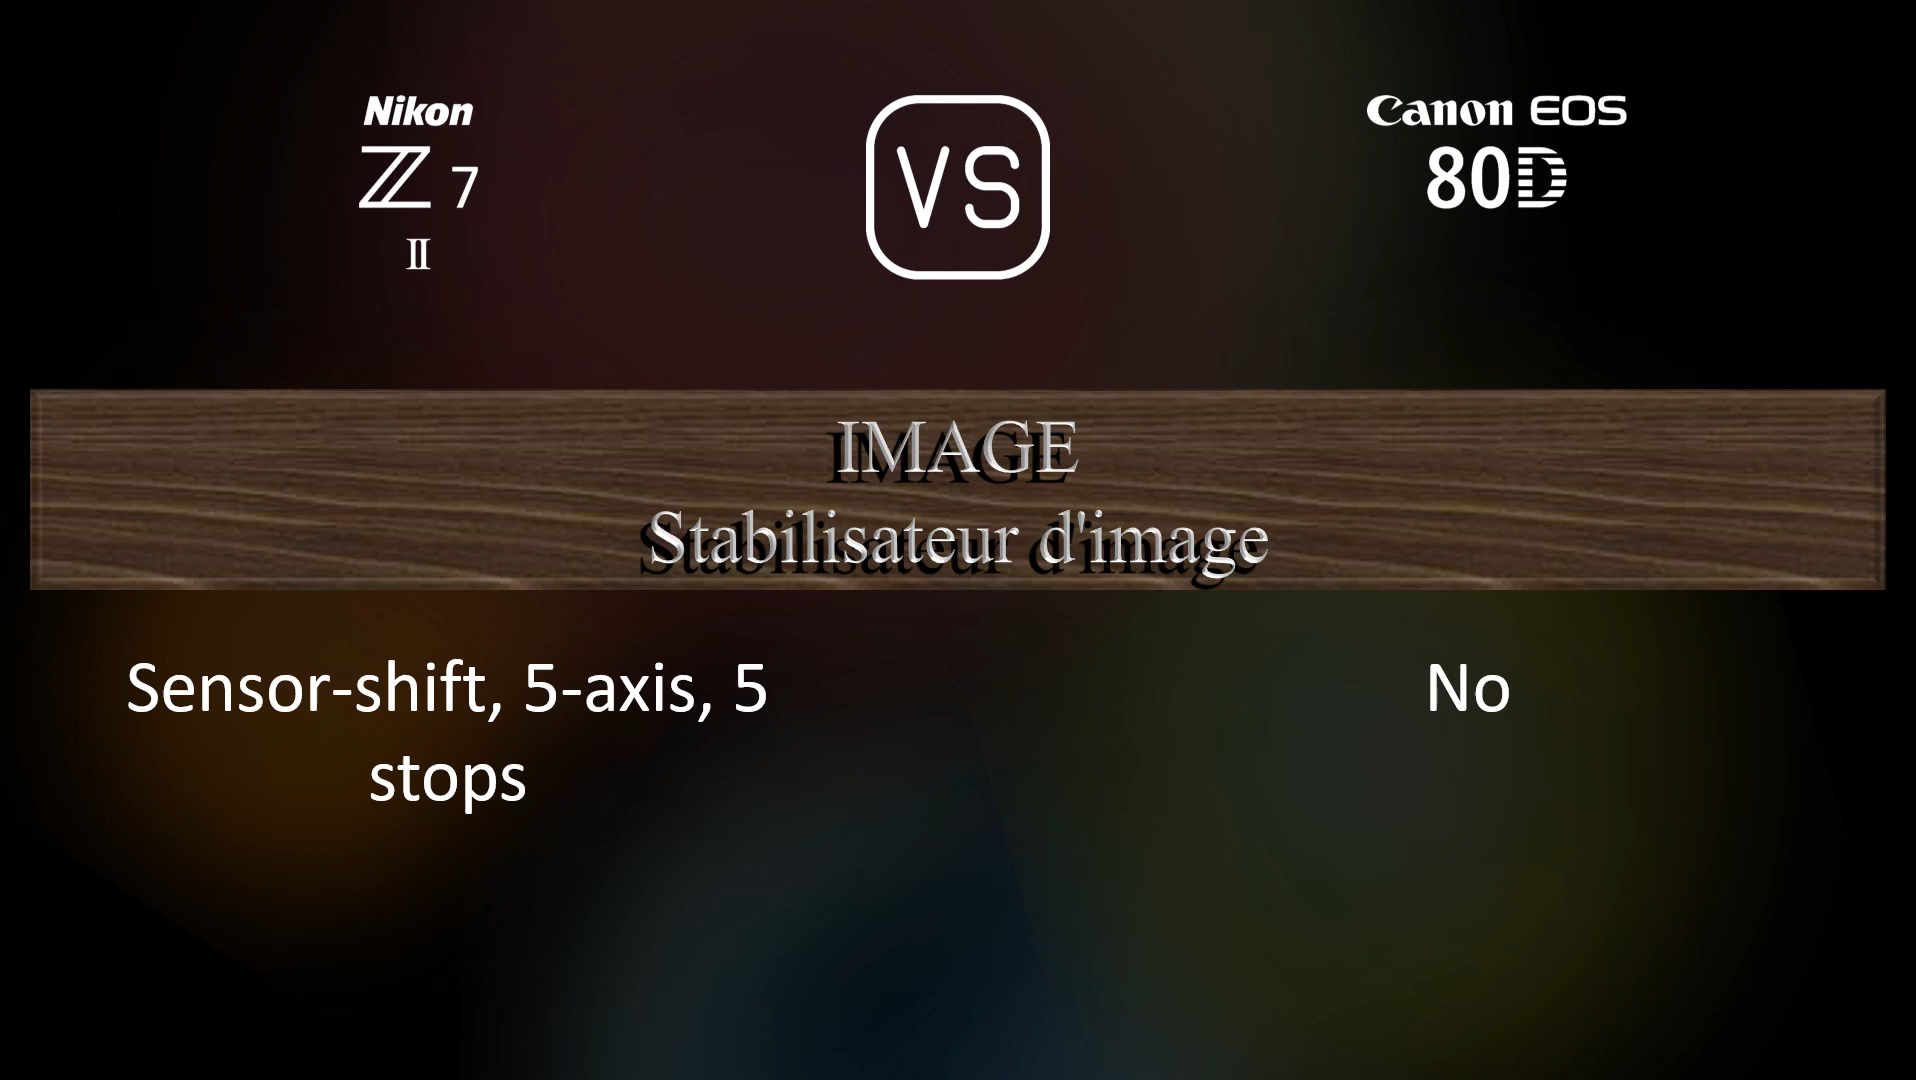 Nikon
Z 7
II
VS
Canon EOS
80D
IMAGE
Stabilisateur d'image
Sensor-shift, 5-axis, 5
stops
No